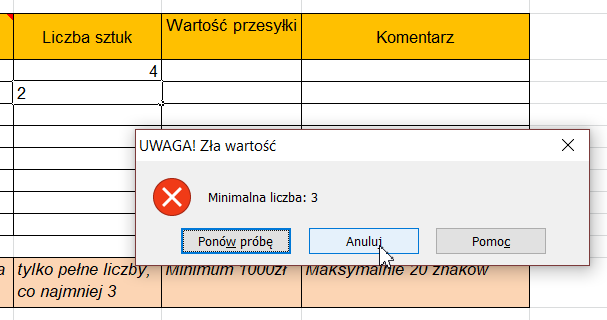 Liczba sztuk
Wartość przesyłki
Komentarz
4
2
UWAGA! Zła wartość
Minimalna liczba: 3
Ponów próbę
Anuluj
Pomoc
a
tylko pełne liczby,
co najmniej 3
Minimum 1000zł
Maksymalnie 20 znaków